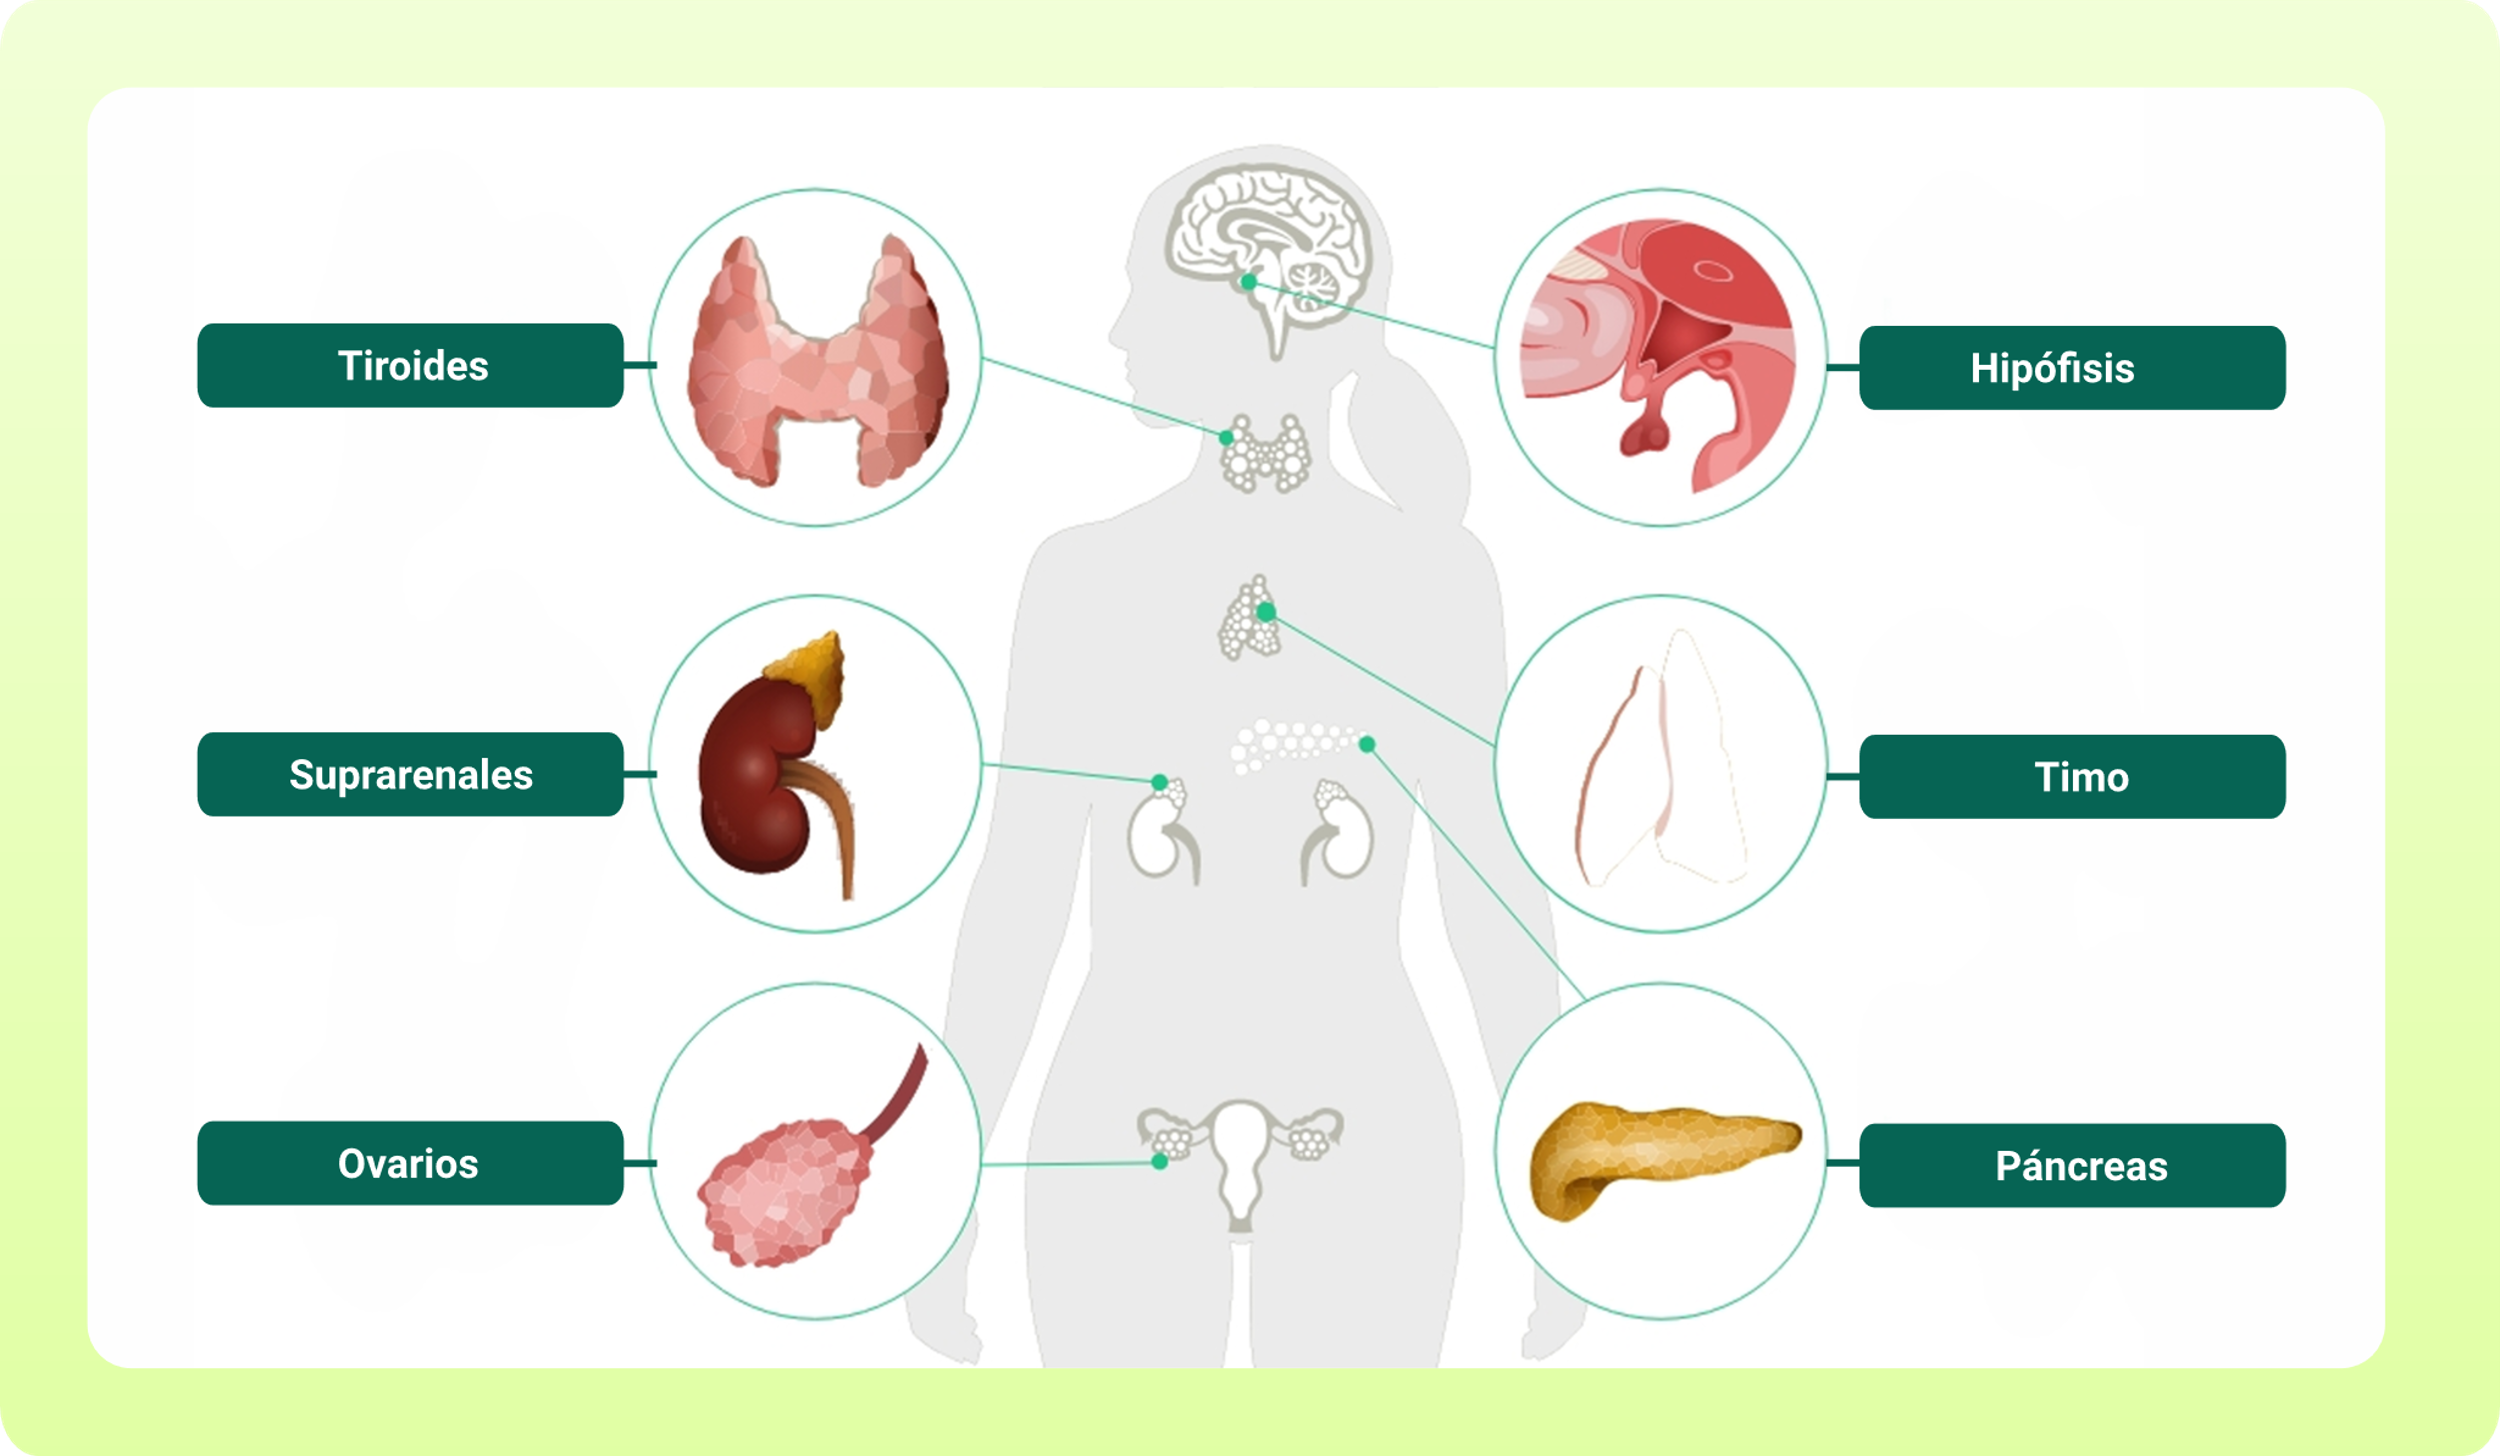 Tiroides
Hipófisis
Suprarenales
Timo
Ovarios
Páncreas